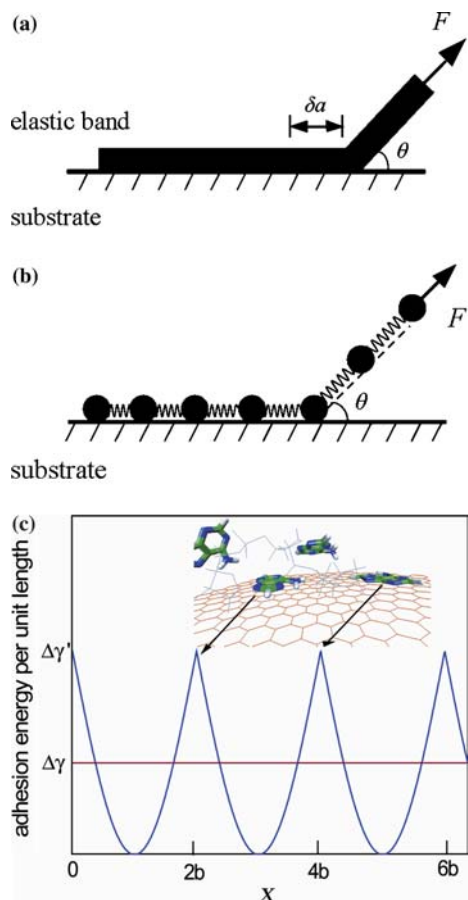 (a)
F
elastic band
δa
θ
substrate
(b)
F
θ
substrate
(c)
adhesion energy per unit length
Δγ'
Δγ
0 2b 4b 6b
x